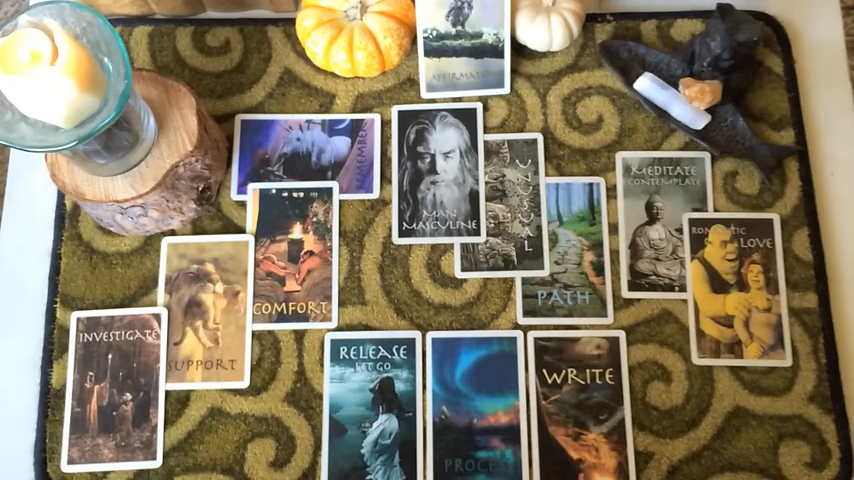 AFFIRMATION
REMEMBER
MAN
MASCULINE
UNUSUAL
MEDITATE
CONTEMPLATE
ROMANTIC
LOVE
COMFORT
PATH
SUPPORT
INVESTIGATE
RELEASE
LET GO
PROCESS
WRITE